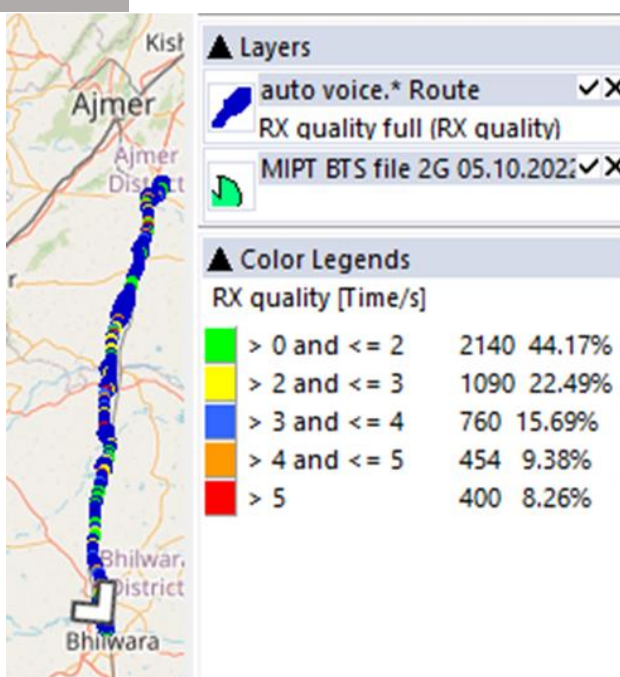 Kish
Ajmer
Ajmer
District
r
Bhilwar
District
Bhilwara
Layers
auto voice.* Route
RX quality full (RX quality)
MIPT BTS file 2G 05.10.2022
Color Legends
RX quality [Time/s]
> 0 and <= 2 2140 44.17%
> 2 and <= 3 1090 22.49%
> 3 and <= 4 760 15.69%
> 4 and <= 5 454 9.38%
> 5 400 8.26%